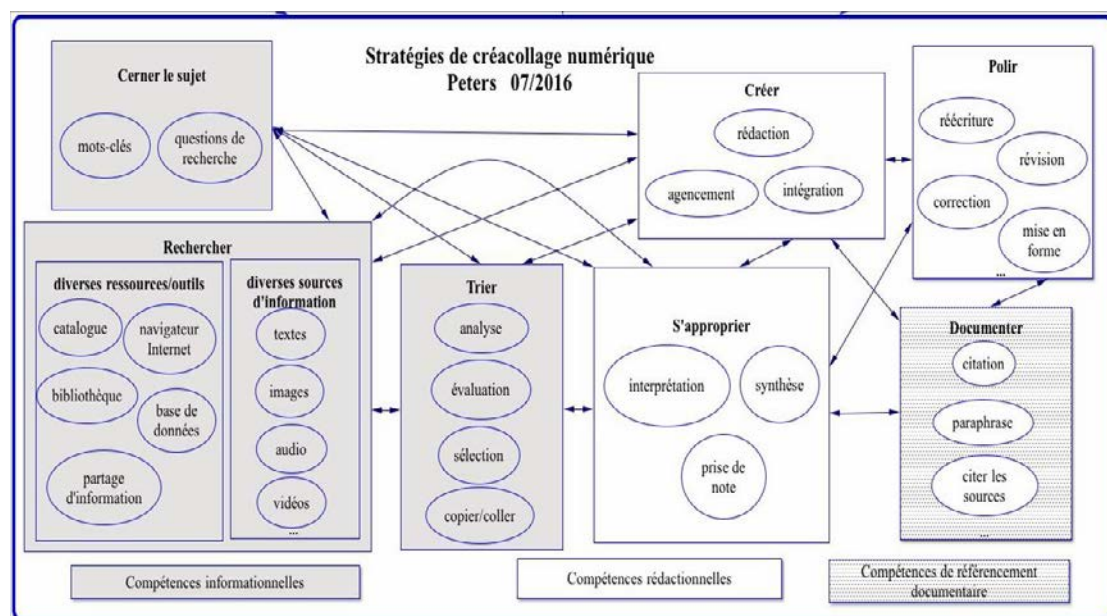 Stratégies de créacollage numérique
Peters 07/2016
Cerner le sujet
mots-clés
questions de
recherche
Créer
rédaction
agencement
intégration
Polir
réécriture
révision
correction
mise en
forme
...
Rechercher
diverses ressources/outils
catalogue
navigateur
Internet
bibliothèque
base de
données
partage
d'information
diverses sources
d'information
textes
images
audio
vidéos
...
Trier
analyse
évaluation
sélection
copier/coller
S'approprier
interprétation
synthèse
prise de
note
Documenter
citation
paraphrase
citer les
sources
...
Compétences informationnelles
Compétences rédactionnelles
Compétences de référencement
documentaire